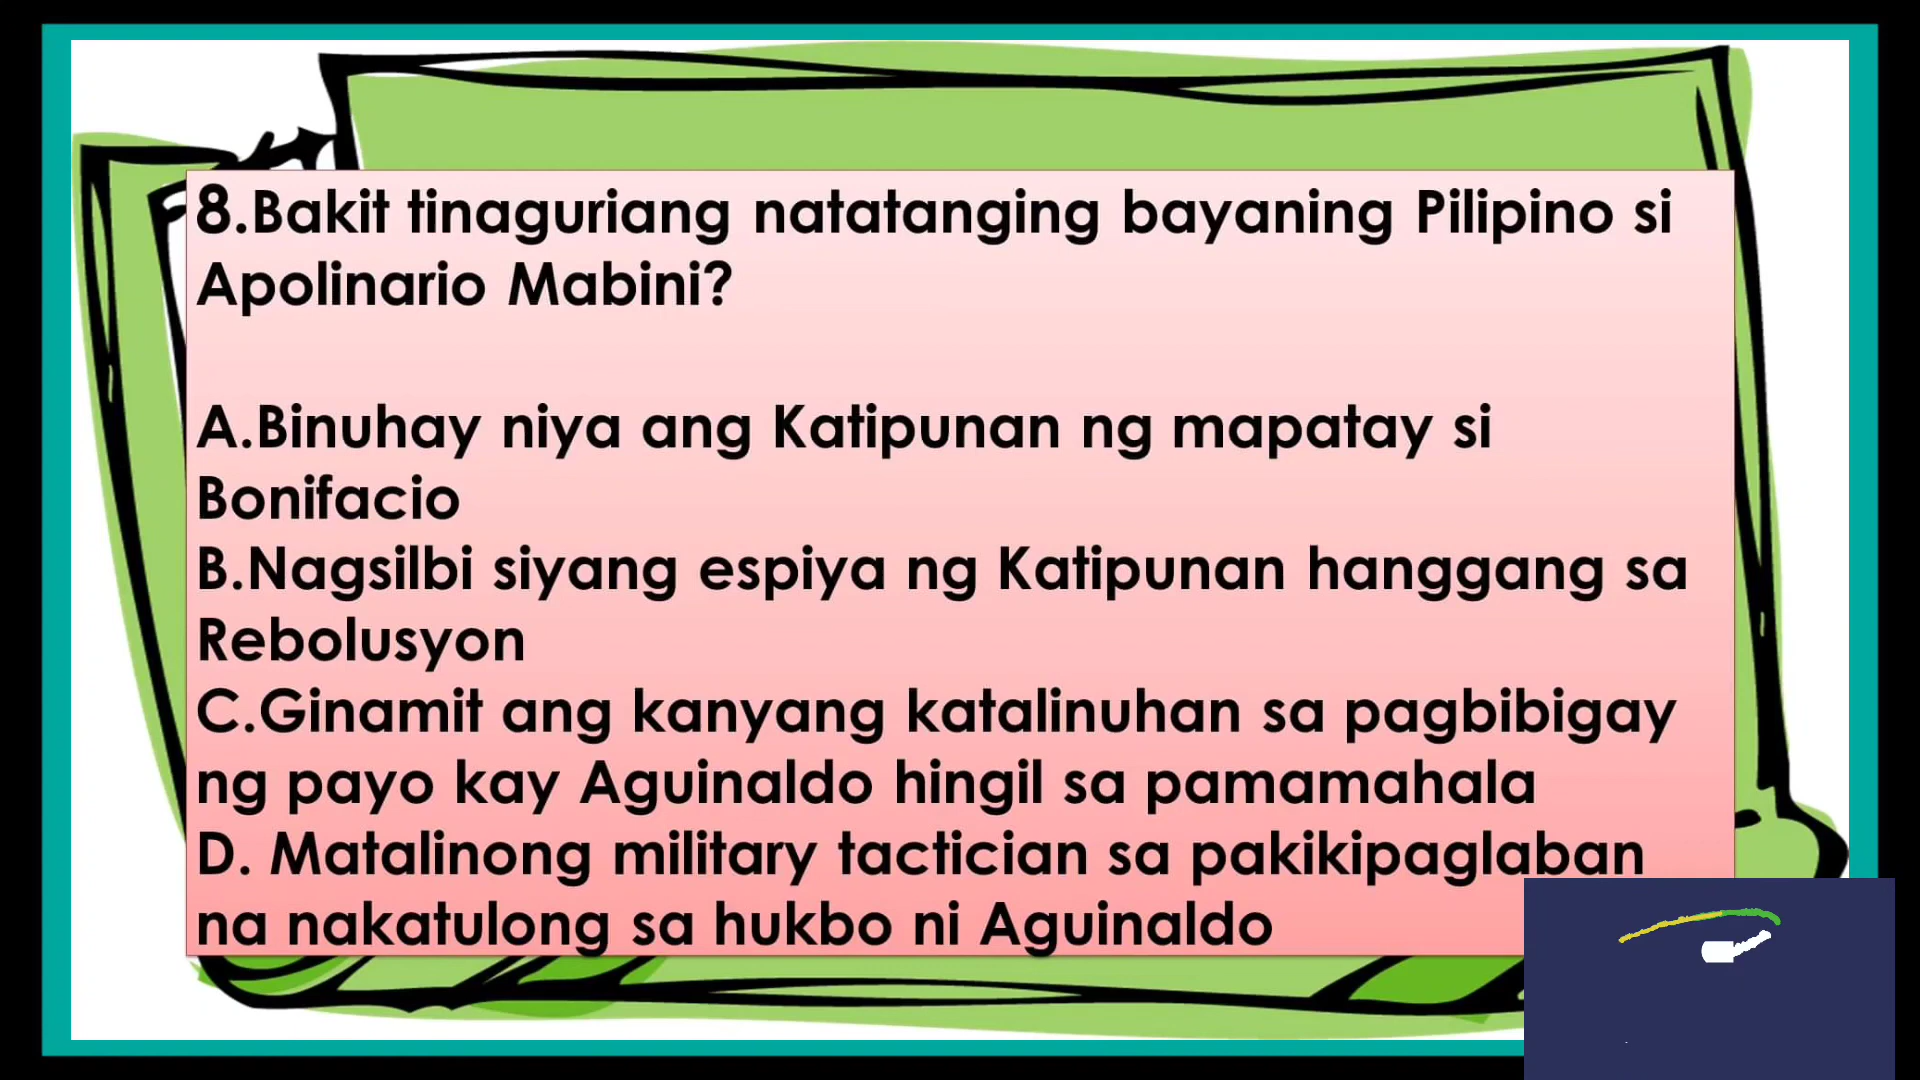 8.Bakit tinaguriang natatanging bayaning Pilipino si
Apolinario Mabini?
A.Binuhay niya ang Katipunan ng mapatay si
Bonifacio
B.Nagsilbi siyang espiya ng Katipunan hanggang sa
Rebolusyon
C.Ginamit ang kanyang katalinuhan sa pagbibigay
ng payo kay Aguinaldo hingil sa pamamahala
D. Matalinong military tactician sa pakikipaglaban
na nakatulong sa hukbo ni Aguinaldo